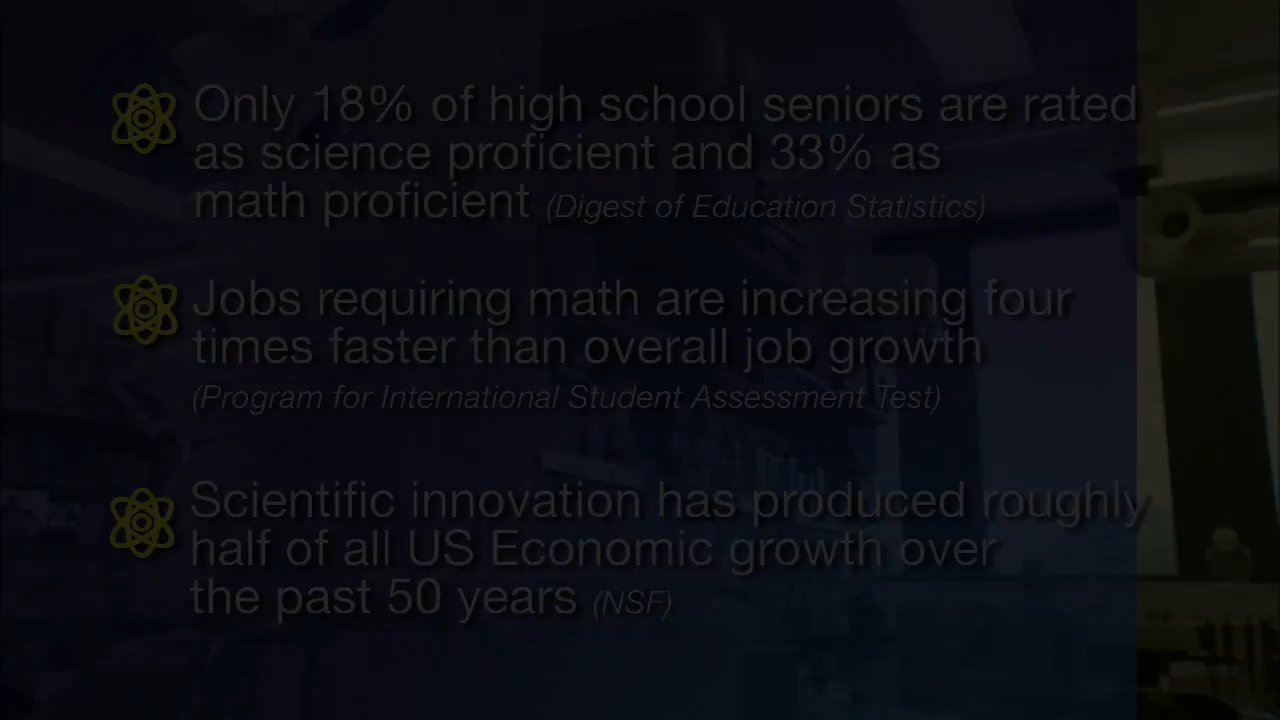 Only 18% of high school seniors are rated
as science proficient and 33% as
math proficient (Digest of Education Statistics)
Jobs requiring math are increasing four
times faster than overall job growth
(Program for International Student Assessment Test)
Scientific innovation has produced roughly
half of all US Economic growth over
the past 50 years (NSF)